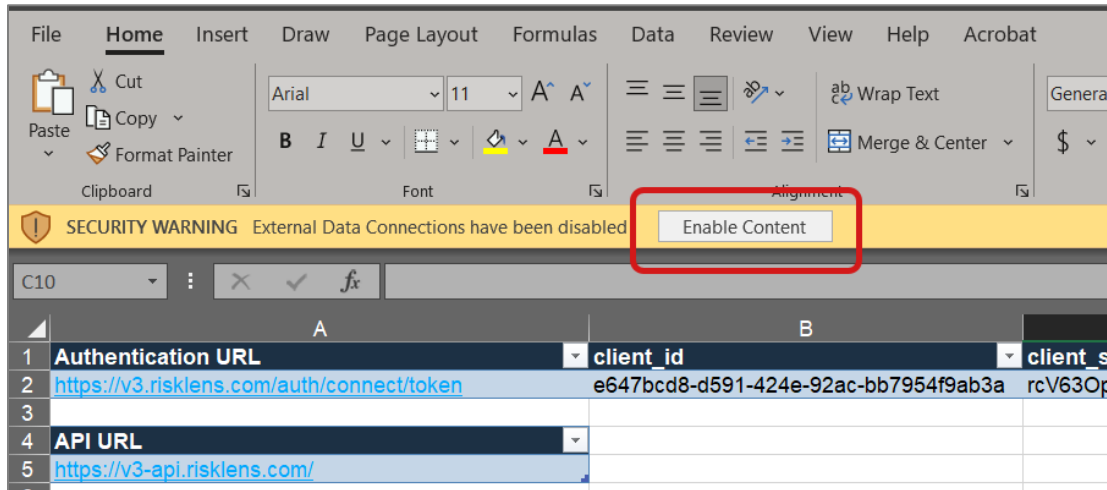 File Home Insert Draw Page Layout Formulas Data Review View Help Acrobat
Cut
Arial 11 A^ A˅ ab Wrap Text Genera
Paste Copy
Format Painter B I U A Merge & Center $
Clipboard Font Alignment
SECURITY WARNING External Data Connections have been disabled Enable Content
C10 fx
A B
1 Authentication URL client_id client_s
2 https://v3.risklens.com/auth/connect/token e647bcd8-d591-424e-92ac-bb7954f9ab3a rcV63Op
3
4 API URL
5 https://v3-api.risklens.com/